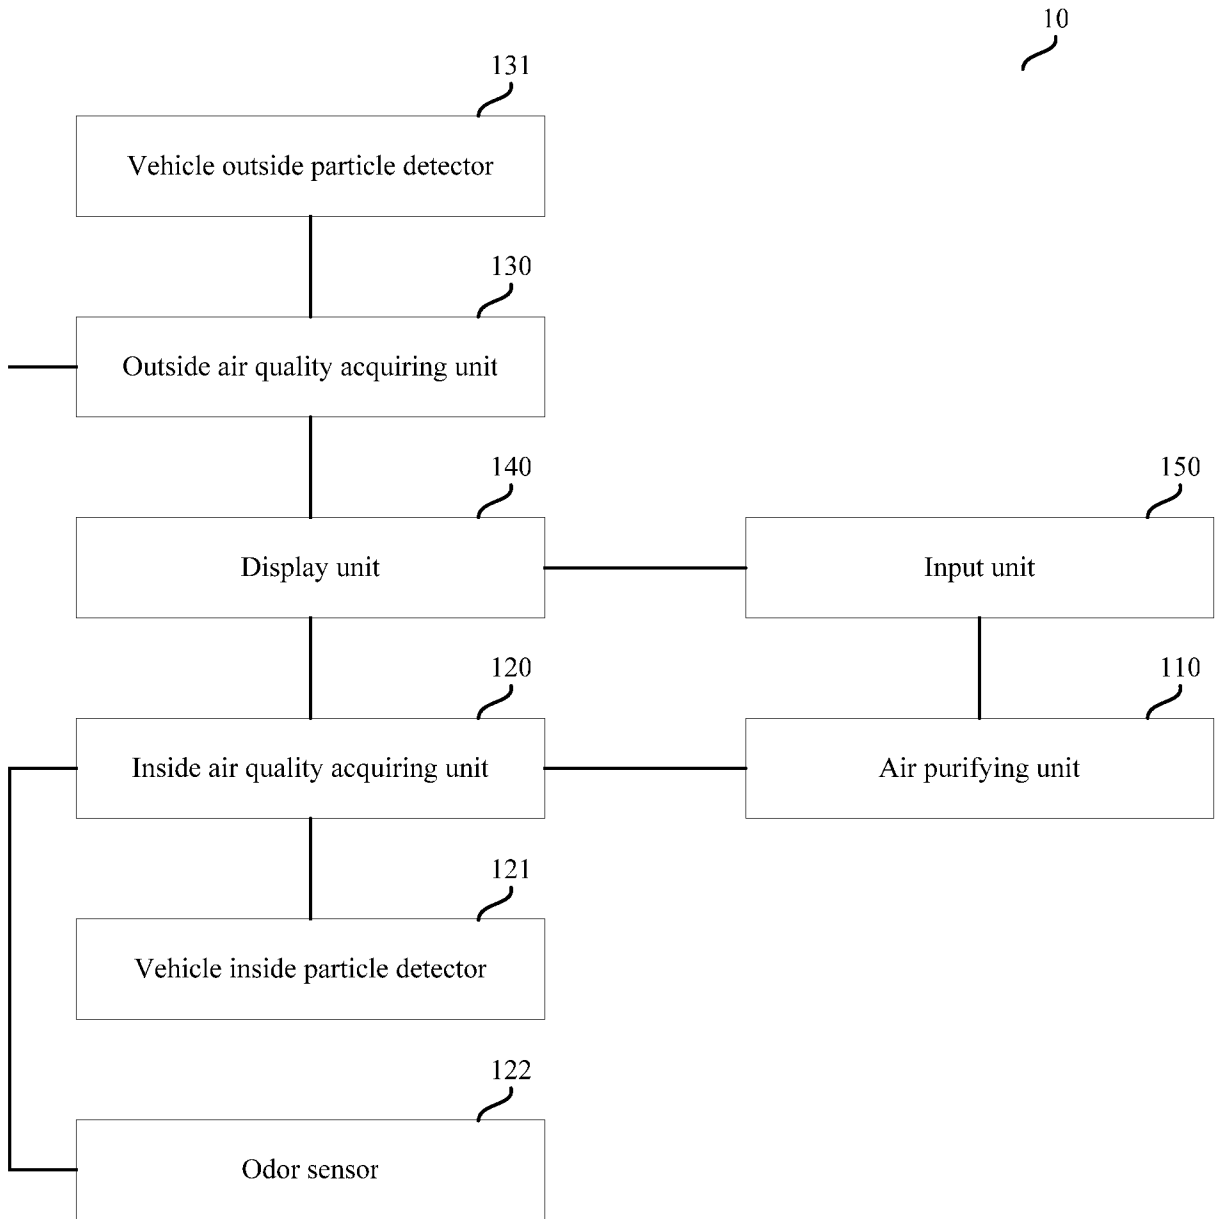 10
131
Vehicle outside particle detector
130
Outside air quality acquiring unit
140
150
Display unit
Input unit
120
110
Inside air quality acquiring unit
Air purifying unit
121
Vehicle inside particle detector
122
Odor sensor